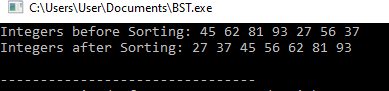 C:\Users\User\Documents\BST.exe
Integers before Sorting: 45 62 81 93 27 56 37
Integers after Sorting: 27 37 45 56 62 81 93
--------------------------------